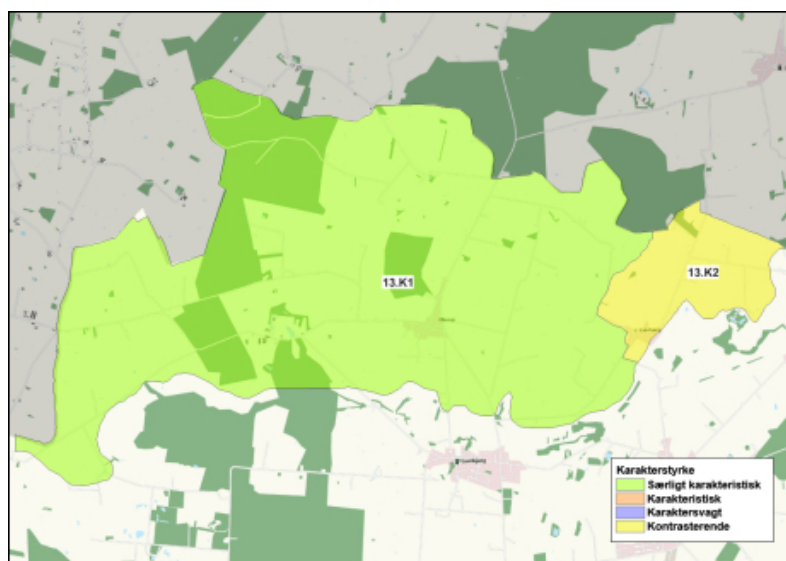 13.K1
13.K2
Karakterstyrke
Særligt karakteristisk
Karakteristisk
Karaktersvagt
Kontrasterende